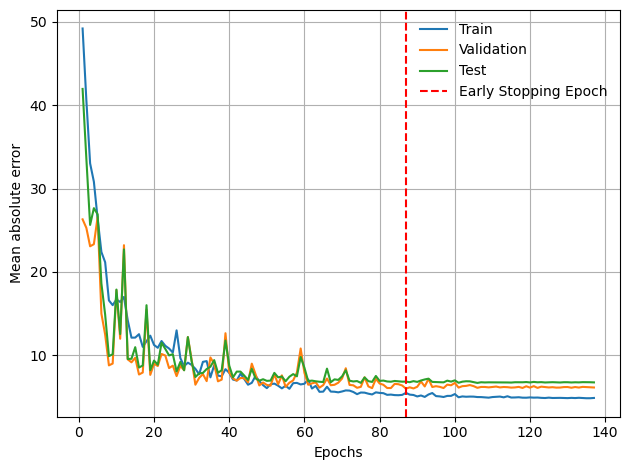 50
40
30
20
10
Mean absolute error
Train
Validation
Test
Early Stopping Epoch
0 20 40 60 80 100 120 140
Epochs